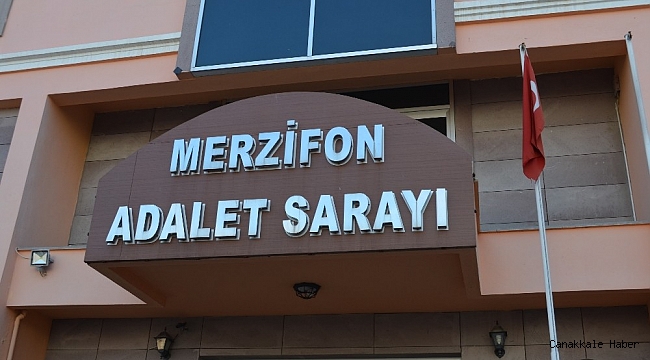 MERZİFON
ADALET SARAYI
Çanakkale Haber